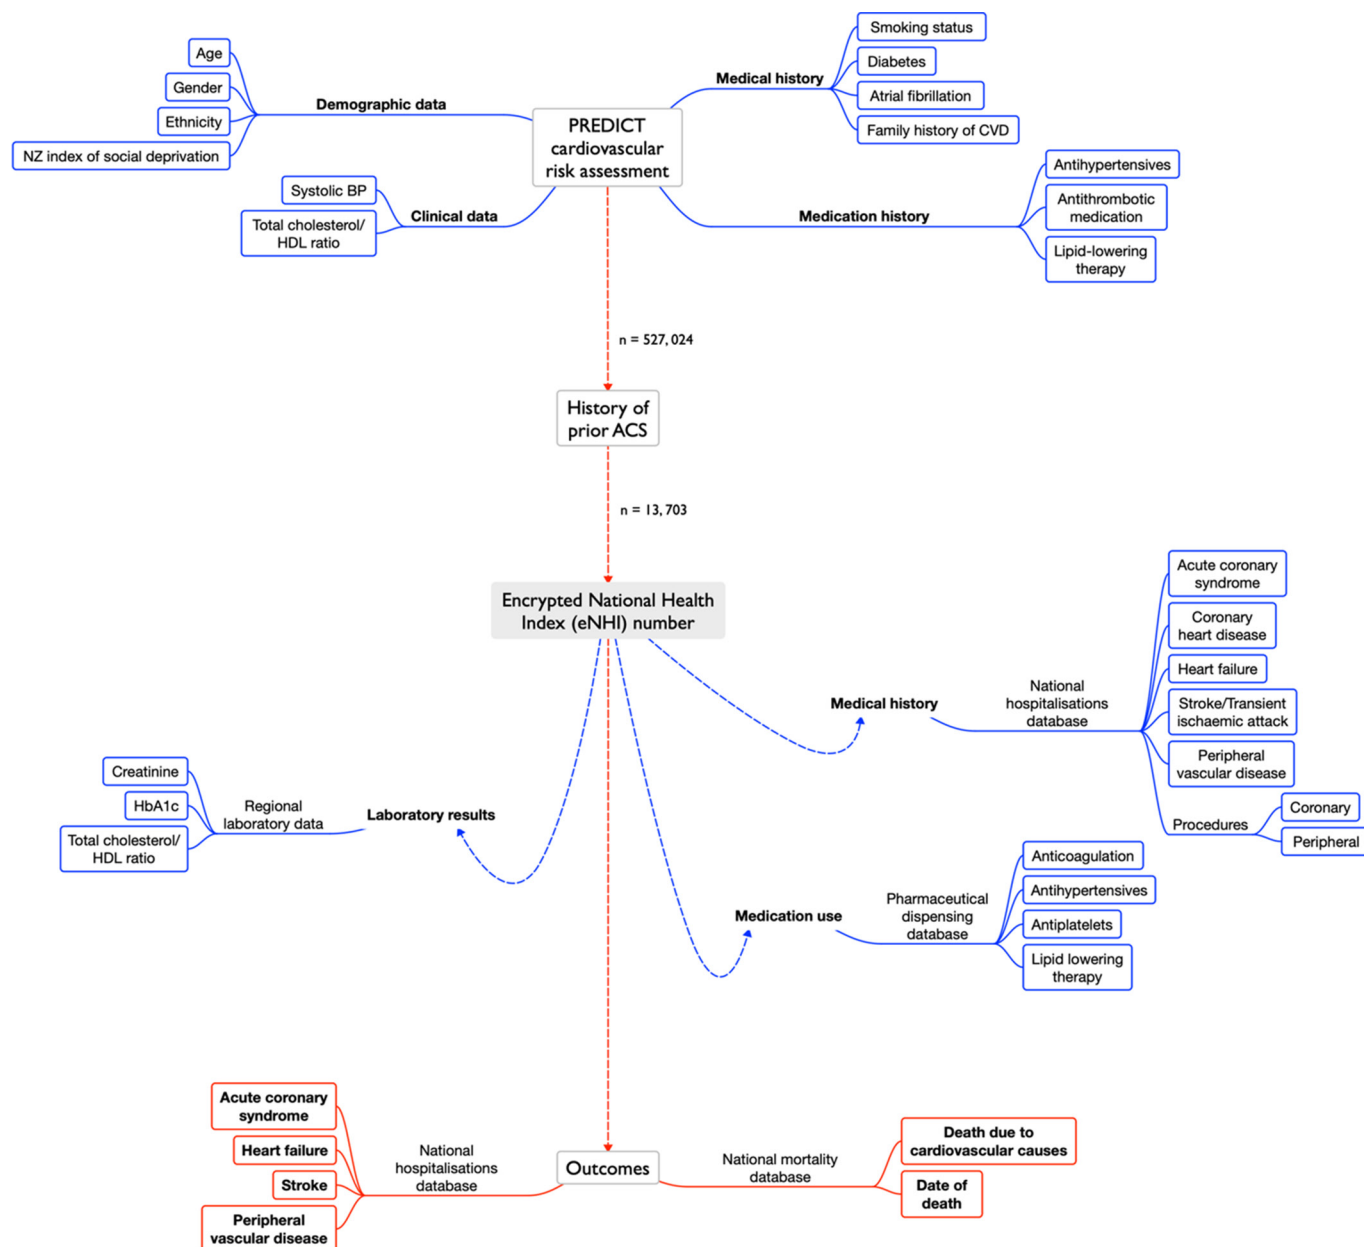 Age
Gender
Ethnicity
NZ index of social deprivation
Demographic data
Systolic BP
Total cholesterol/
HDL ratio
Clinical data
PREDICT
cardiovascular
risk assessment
Medical history
Smoking status
Diabetes
Atrial fibrillation
Family history of CVD
Medication history
Antihypertensives
Antithrombotic
medication
Lipid-lowering
therapy
n = 527, 024
History of
prior ACS
n = 13, 703
Encrypted National Health
Index (eNHI) number
Medical history
National
hospitalisations
database
Acute coronary
syndrome
Coronary
heart disease
Heart failure
Stroke/Transient
ischaemic attack
Peripheral
vascular disease
Procedures
Coronary
Peripheral
Creatinine
HbA1c
Total cholesterol/
HDL ratio
Regional
laboratory data
Laboratory results
Medication use
Pharmaceutical
dispensing
database
Anticoagulation
Antihypertensives
Antiplatelets
Lipid lowering
therapy
Acute coronary
syndrome
Heart failure
Stroke
Peripheral
vascular disease
National
hospitalisations
database
Outcomes
National mortality
database
Death due to
cardiovascular causes
Date of
death